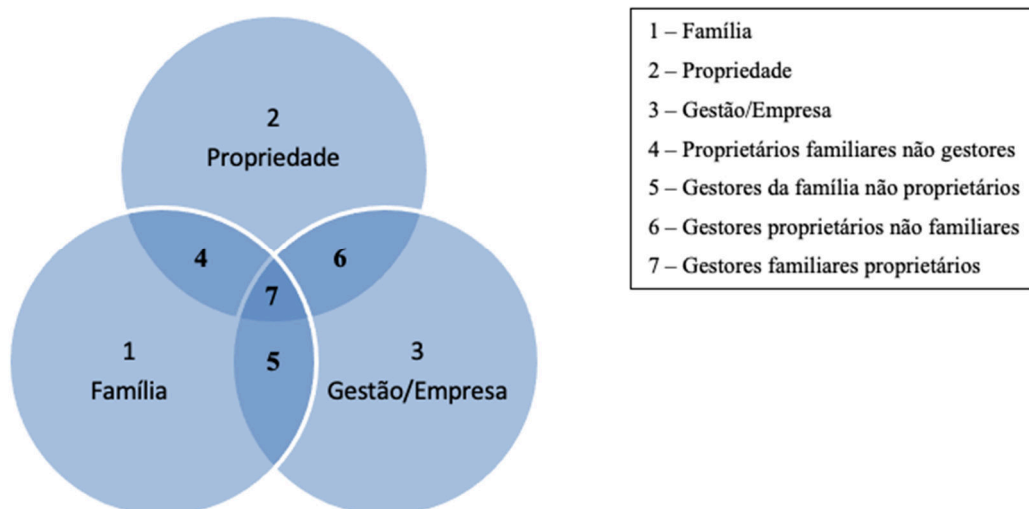 2
Propriedade
4
6
7
1
Família
5
3
Gestão/Empresa
1 – Família
2 – Propriedade
3 – Gestão/Empresa
4 – Proprietários familiares não gestores
5 – Gestores da família não proprietários
6 – Gestores proprietários não familiares
7 – Gestores familiares proprietários